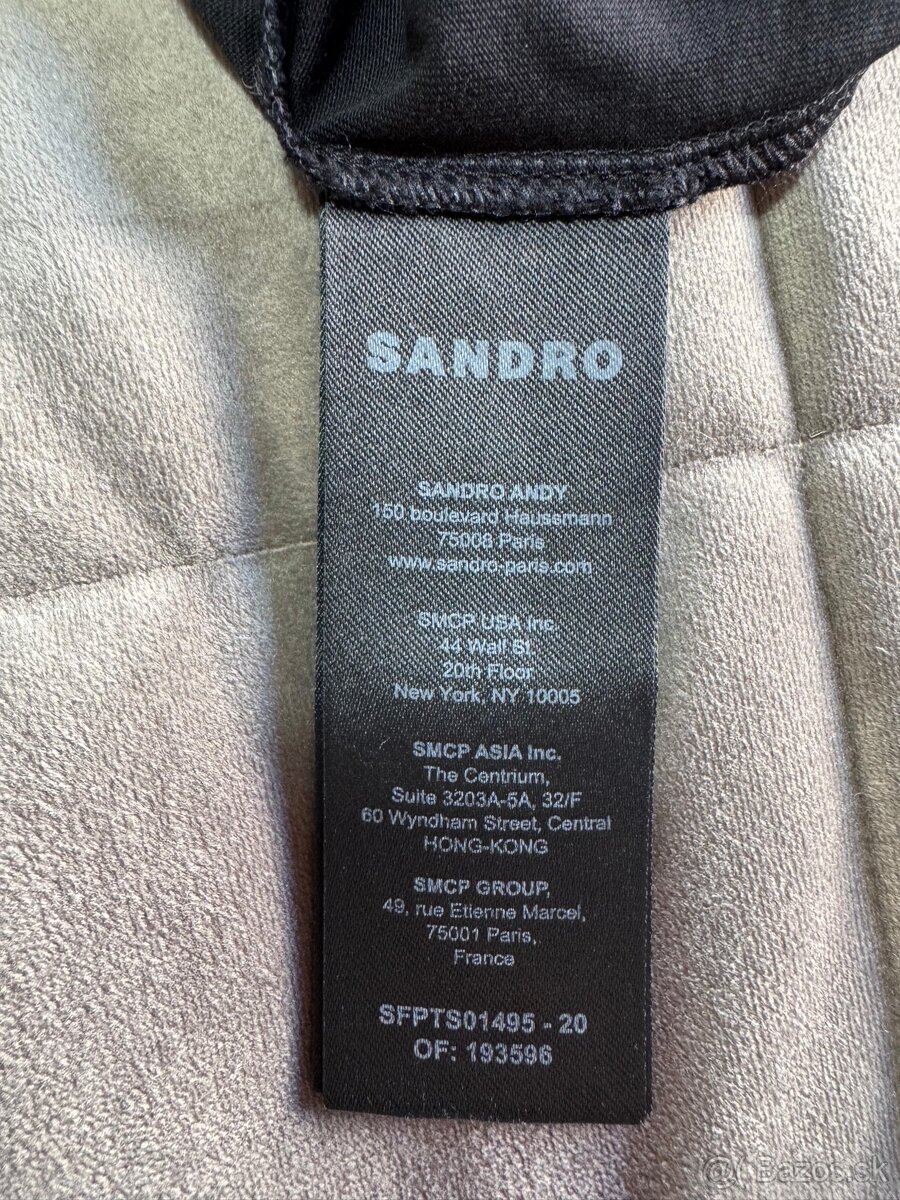 SANDRO
SANDRO ANDY
150 boulevard Haussmann
75008 Paris
www.sandro-paris.com
SMCP USA Inc.
44 Wall St.
20th Floor
New York, NY 10005
SMCP ASIA Inc.
The Centrium,
Suite 3203A-5A, 32/F
60 Wyndham Street, Central
HONG-KONG
SMCP GROUP,
49, rue Etienne Marcel,
75001 Paris,
France
SFPTS01495 - 20
OF: 193596
@ Bazos.sk